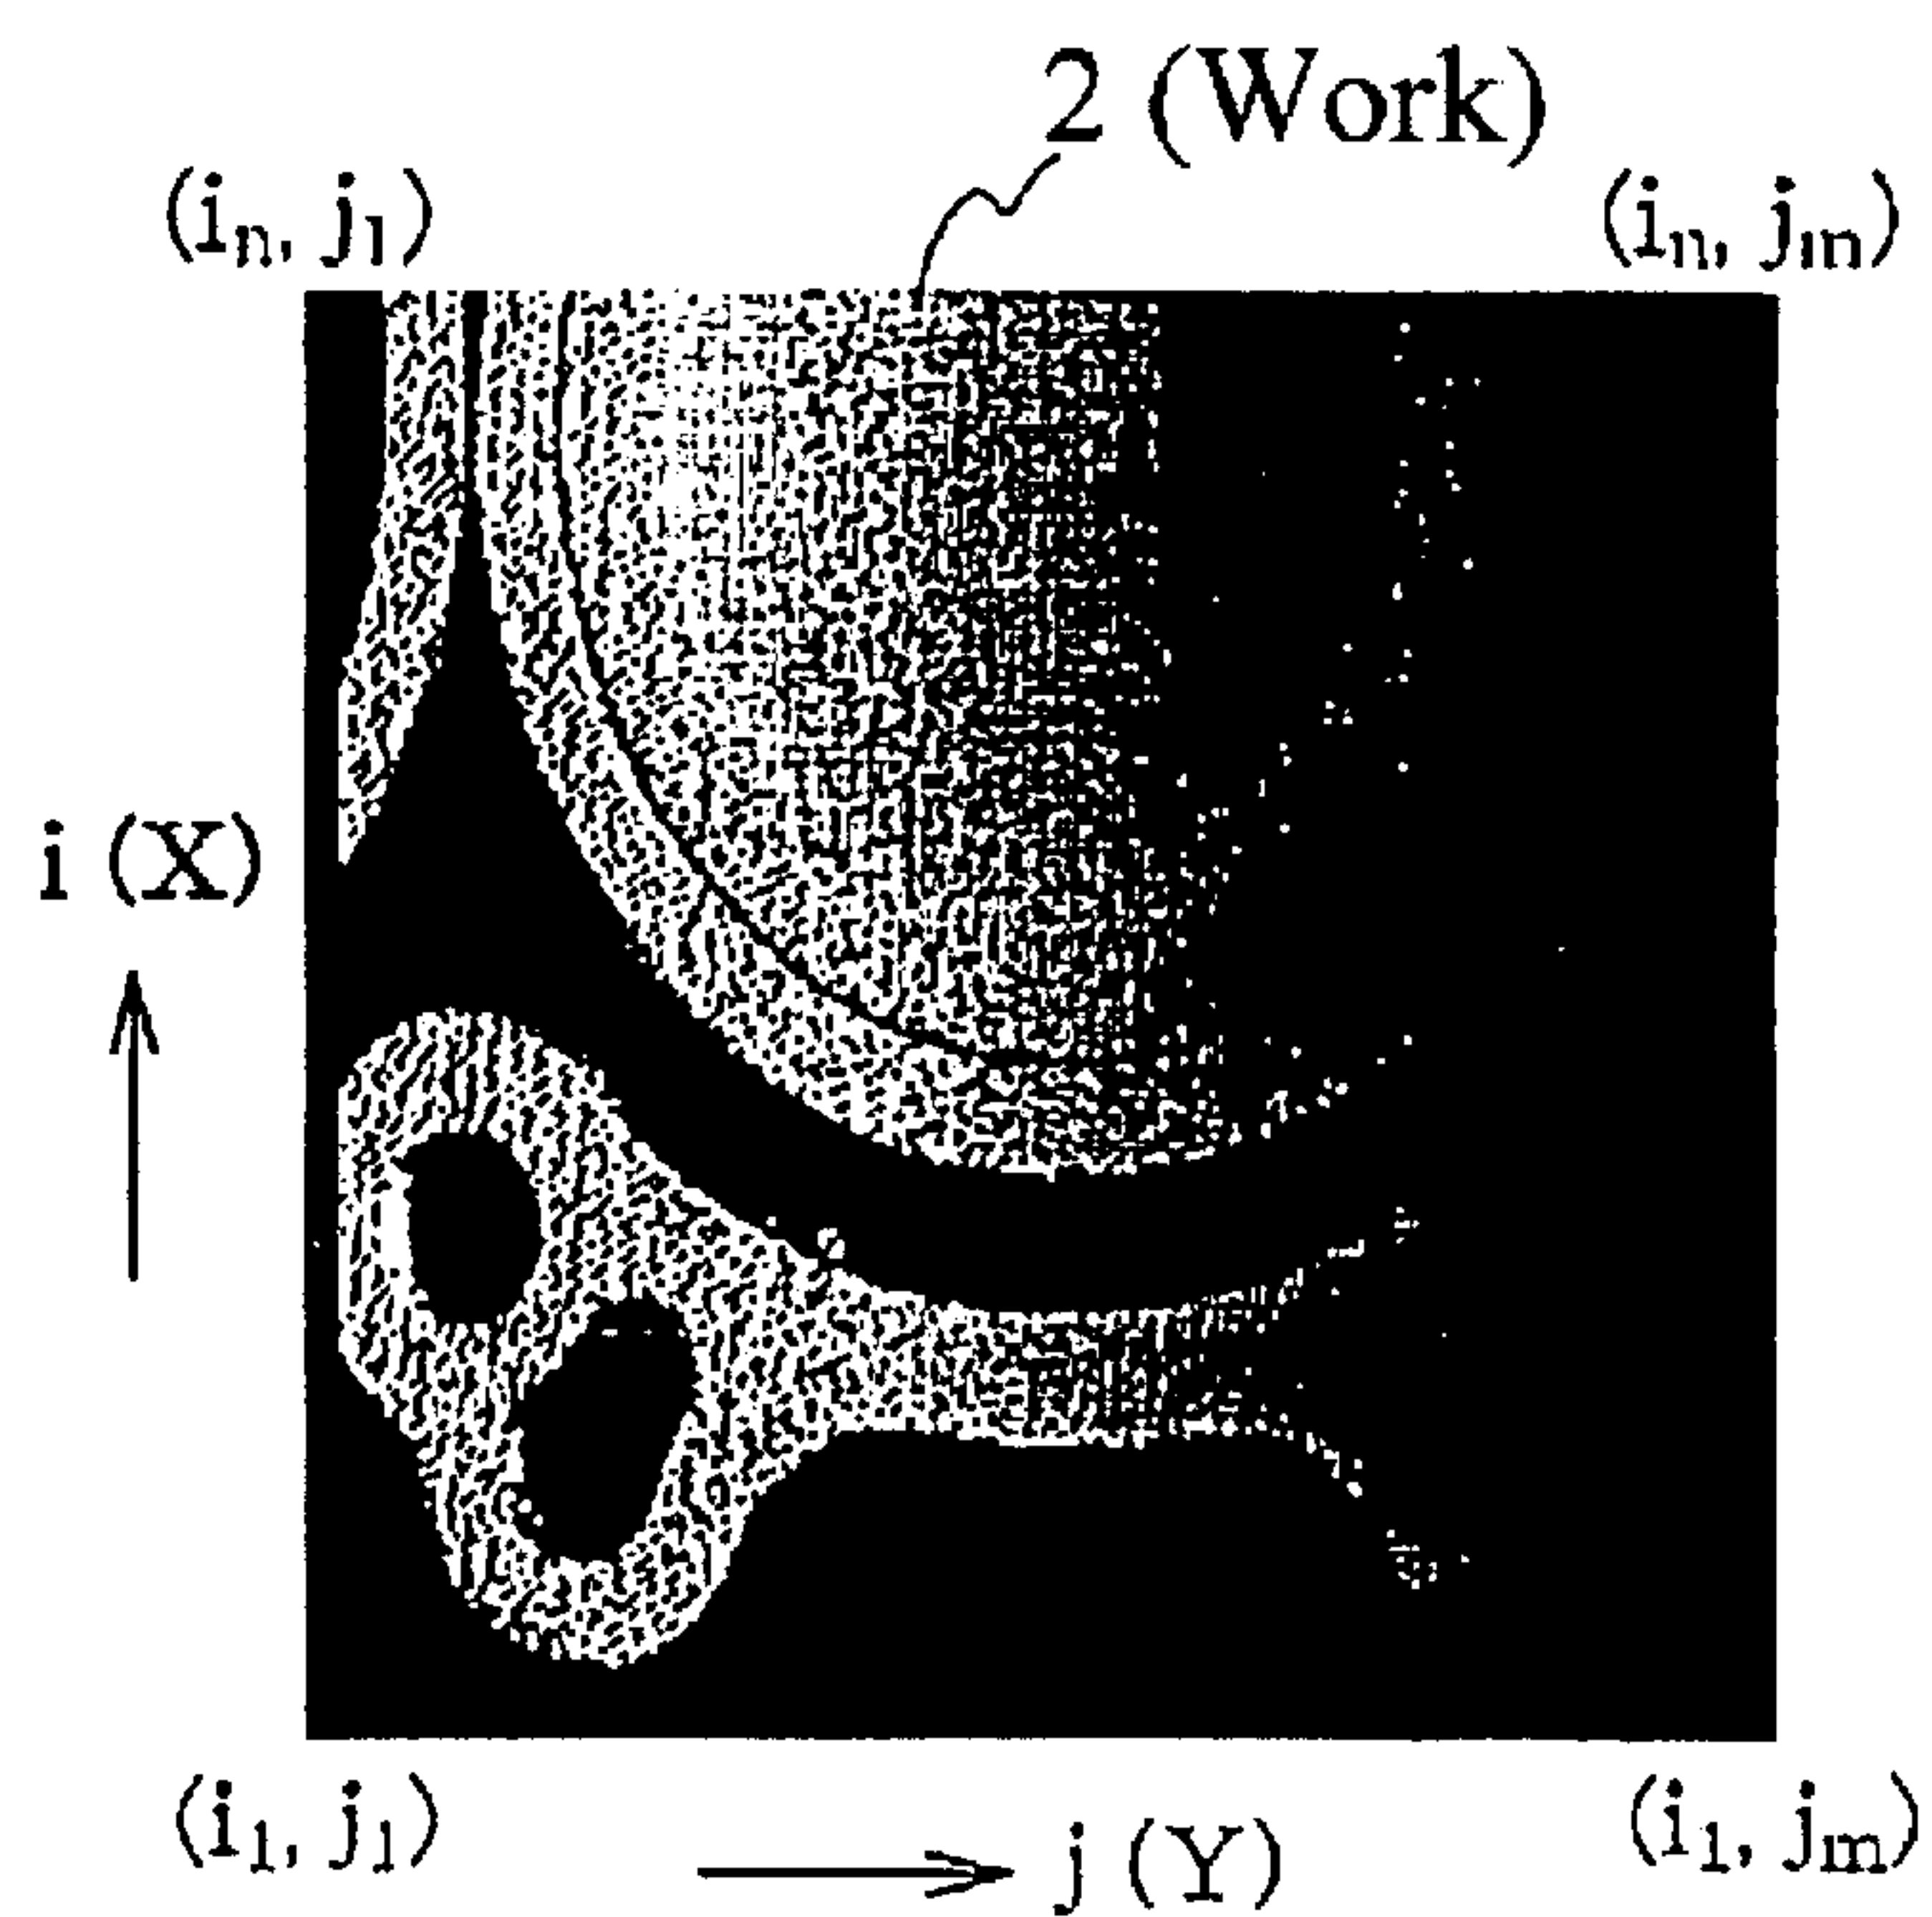 2 (Work)
(iₙ, j₁)
(iₙ, jₘ)
i (X)
(i₁, j₁)
(i₁, jₘ)
j (Y)